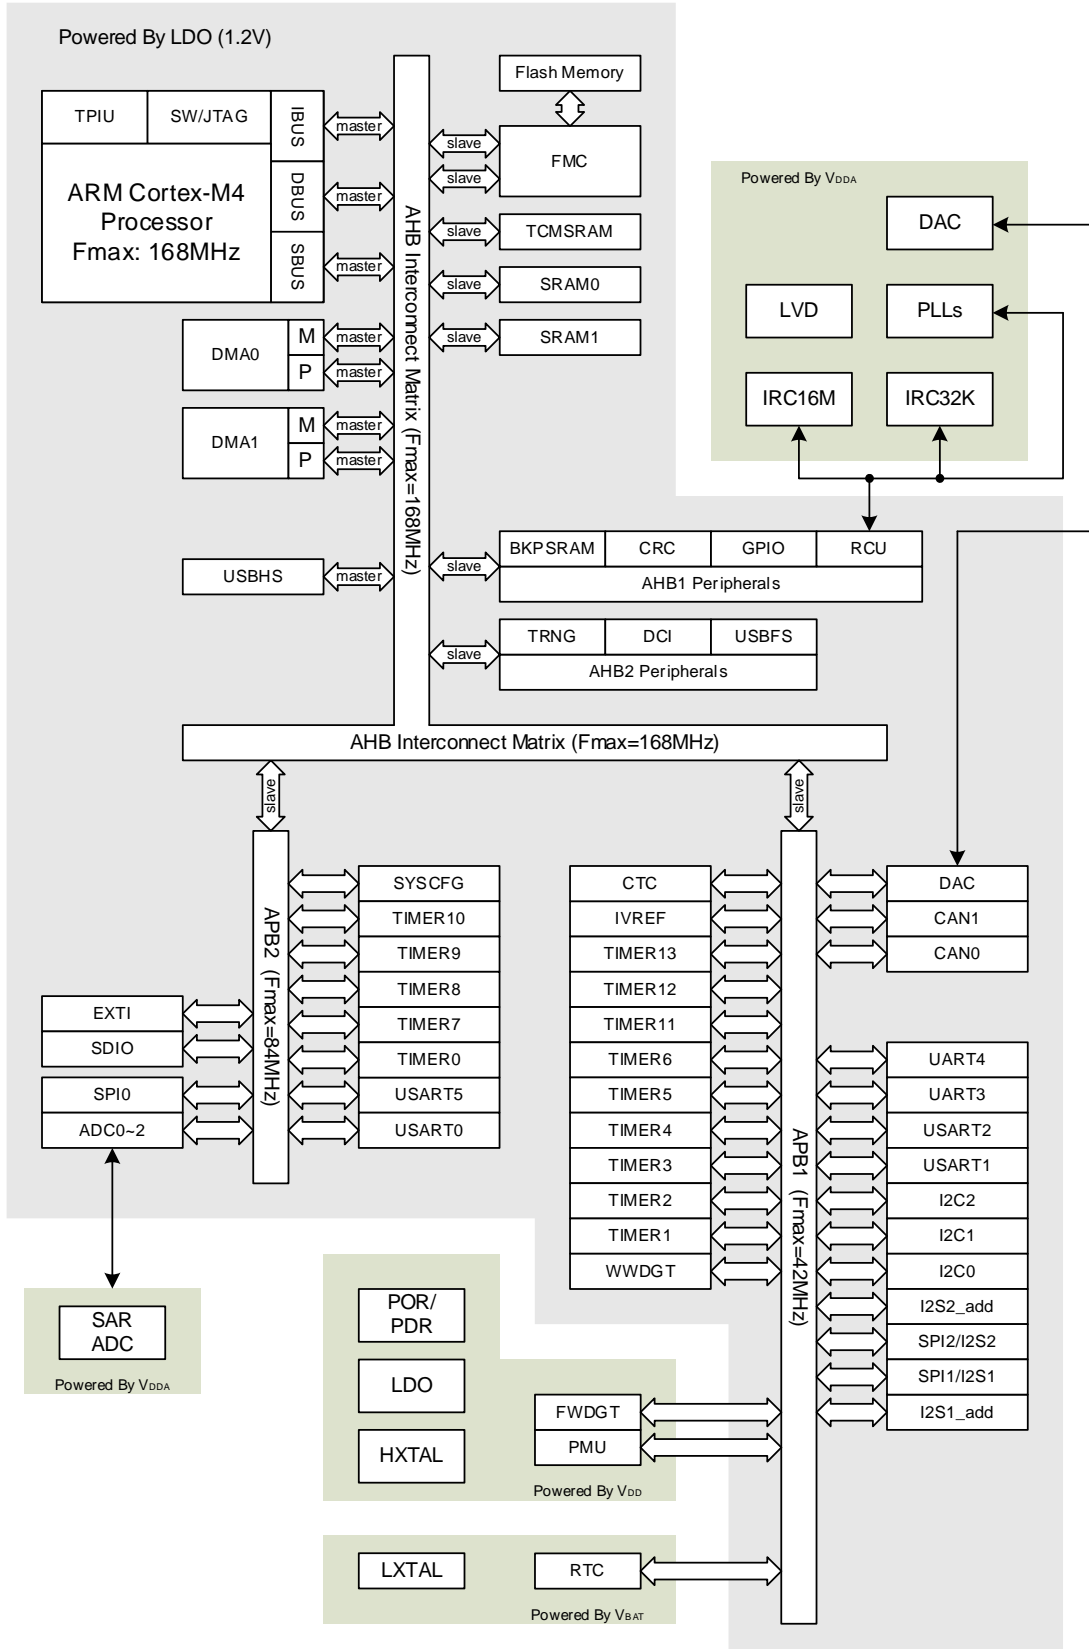 Powered By LDO (1.2V)
TPIU
SW/JTAG
IBUS
DBUS
SBUS
ARM Cortex-M4
Processor
Fmax: 168MHz
master
master
master
DMA0
M
P
master
master
DMA1
M
P
master
master
USBHS
master
AHB Interconnect Matrix (Fmax=168MHz)
Flash Memory
slave
slave
FMC
slave
TCMSRAM
slave
SRAM0
slave
SRAM1
Powered By VDDA
DAC
LVD
PLLs
IRC16M
IRC32K
slave
BKPSRAM
CRC
GPIO
RCU
AHB1 Peripherals
slave
TRNG
DCI
USBFS
AHB2 Peripherals
AHB Interconnect Matrix (Fmax=168MHz)
slave
slave
APB2 (Fmax=84MHz)
SYSCFG
TIMER10
TIMER9
TIMER8
TIMER7
TIMER0
USART5
USART0
EXTI
SDIO
SPI0
ADC0~2
SAR
ADC
Powered By VDDA
APB1 (Fmax=42MHz)
CTC
IVREF
TIMER13
TIMER12
TIMER11
TIMER6
TIMER5
TIMER4
TIMER3
TIMER2
TIMER1
WWDGT
DAC
CAN1
CAN0
UART4
UART3
USART2
USART1
I2C2
I2C1
I2C0
I2S2_add
SPI2/I2S2
SPI1/I2S1
I2S1_add
POR/
PDR
LDO
HXTAL
FWDGT
PMU
Powered By VDD
LXTAL
RTC
Powered By VBAT